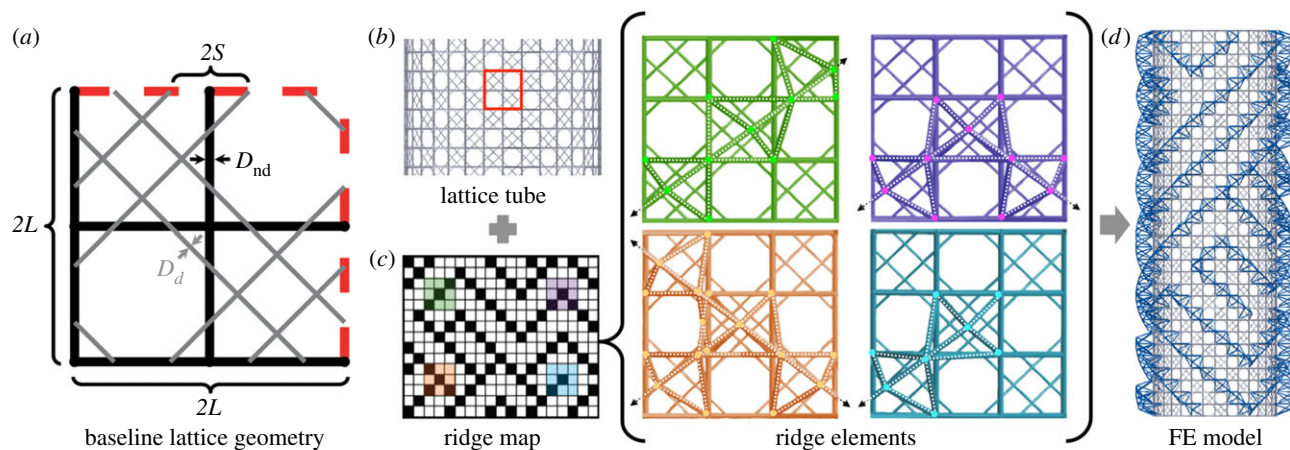 (a)
2S
D_nd
2L
D_d
2L
baseline lattice geometry
(b)
lattice tube
(c)
ridge map
ridge elements
(d)
FE model